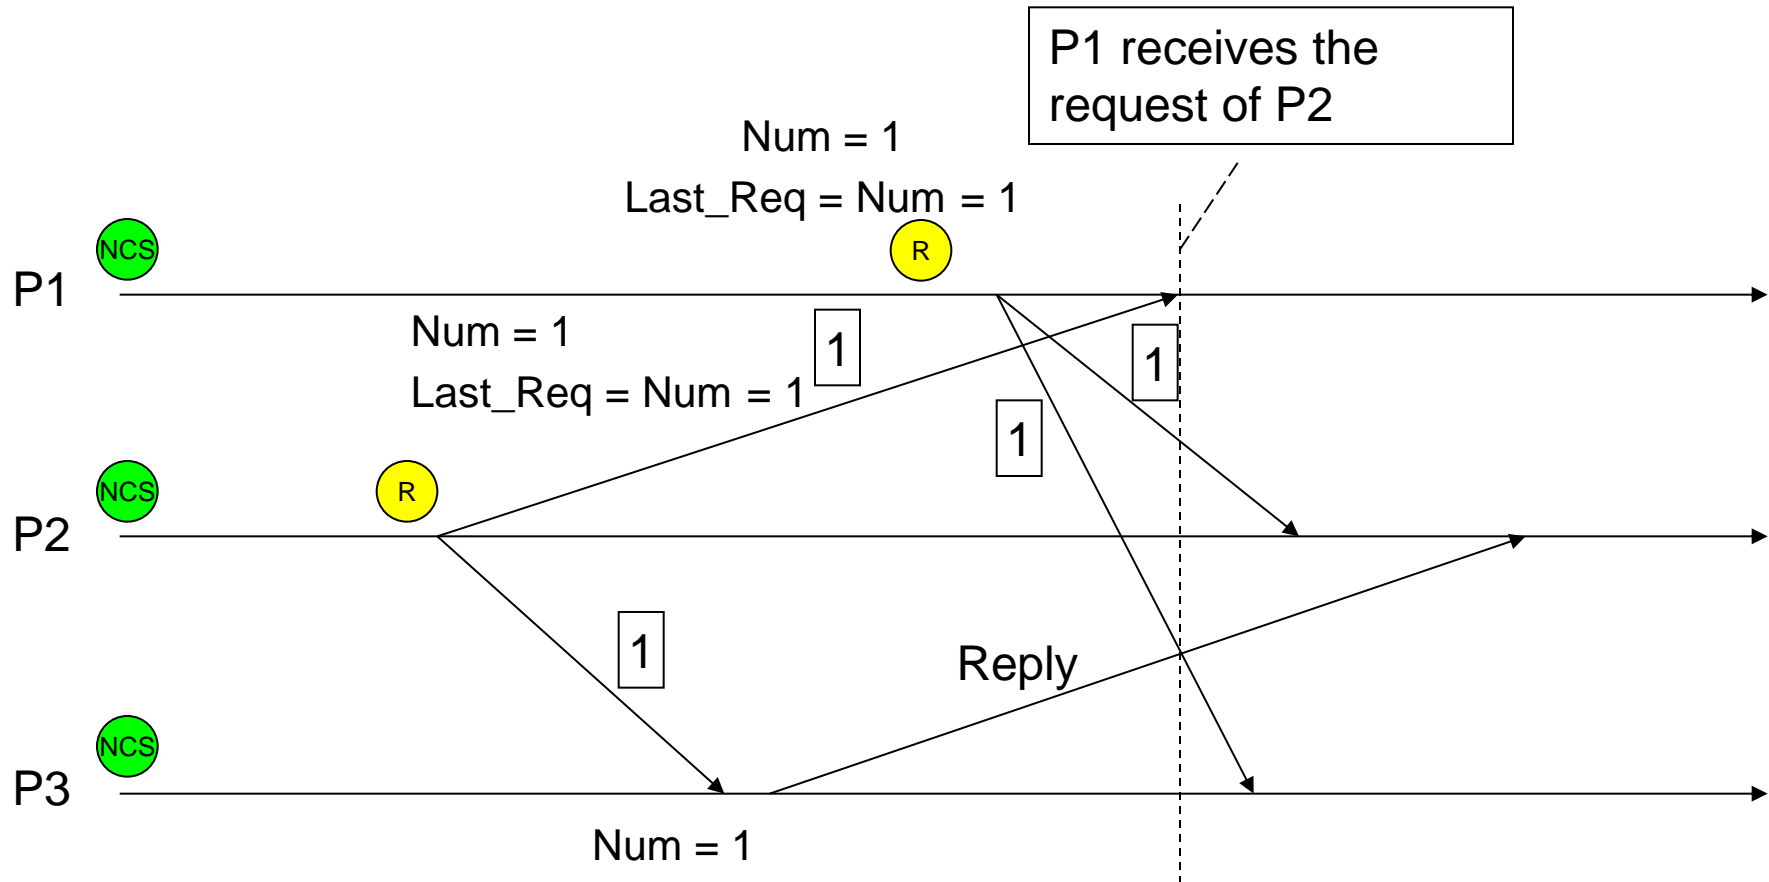 P1 receives the
request of P2
Num = 1
Last_Req = Num = 1
NCS
R
P1
Num = 1
1
1
Last_Req = Num = 1
1
NCS
R
P2
1
Reply
NCS
P3
Num = 1